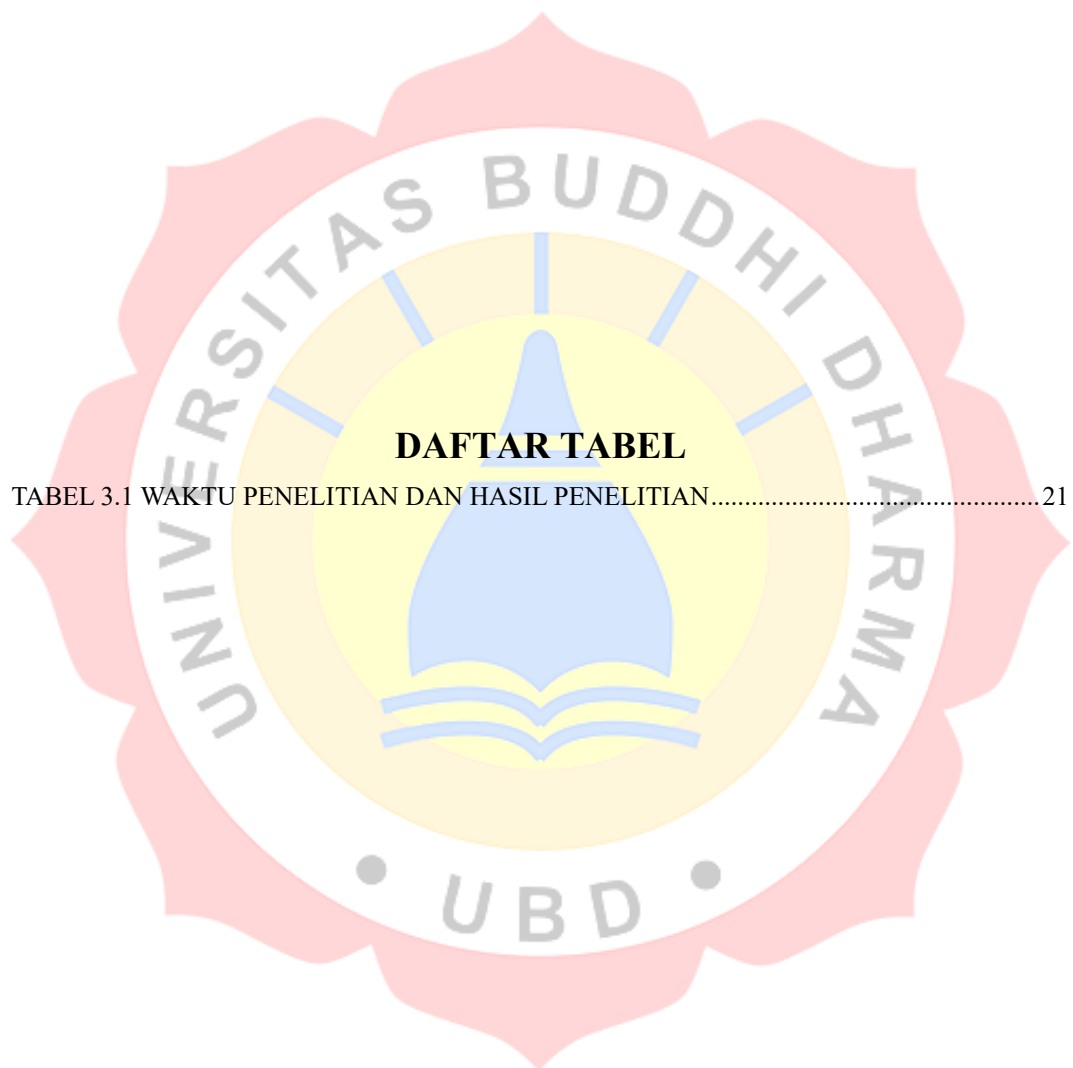 UNIVERSITAS BUDDHI DHARMA
DAFTAR TABEL
TABEL 3.1 WAKTU PENELITIAN DAN HASIL PENELITIAN.................................................21
• UBD •